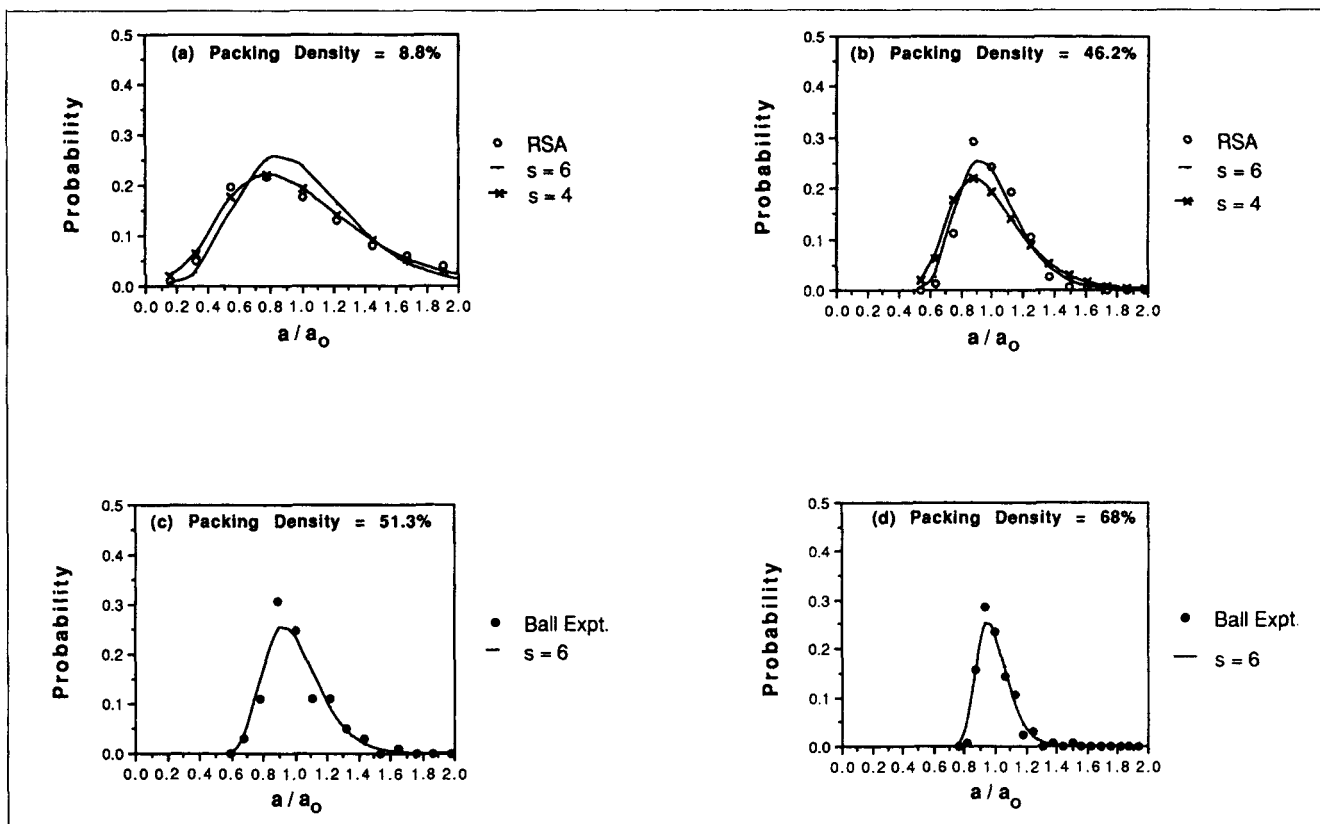 (a) Packing Density = 8.8%
Probability
0.5
0.4
0.3
0.2
0.1
0.0
0.0 0.2 0.4 0.6 0.8 1.0 1.2 1.4 1.6 1.8 2.0
a / ao
RSA
s = 6
s = 4
(b) Packing Density = 46.2%
Probability
0.5
0.4
0.3
0.2
0.1
0.0
0.0 0.2 0.4 0.6 0.8 1.0 1.2 1.4 1.6 1.8 2.0
a / ao
RSA
s = 6
s = 4
(c) Packing Density = 51.3%
Probability
0.5
0.4
0.3
0.2
0.1
0.0
0.0 0.2 0.4 0.6 0.8 1.0 1.2 1.4 1.6 1.8 2.0
a / ao
Ball Expt.
s = 6
(d) Packing Density = 68%
Probability
0.5
0.4
0.3
0.2
0.1
0.0
0.0 0.2 0.4 0.6 0.8 1.0 1.2 1.4 1.6 1.8 2.0
a / ao
Ball Expt.
s = 6